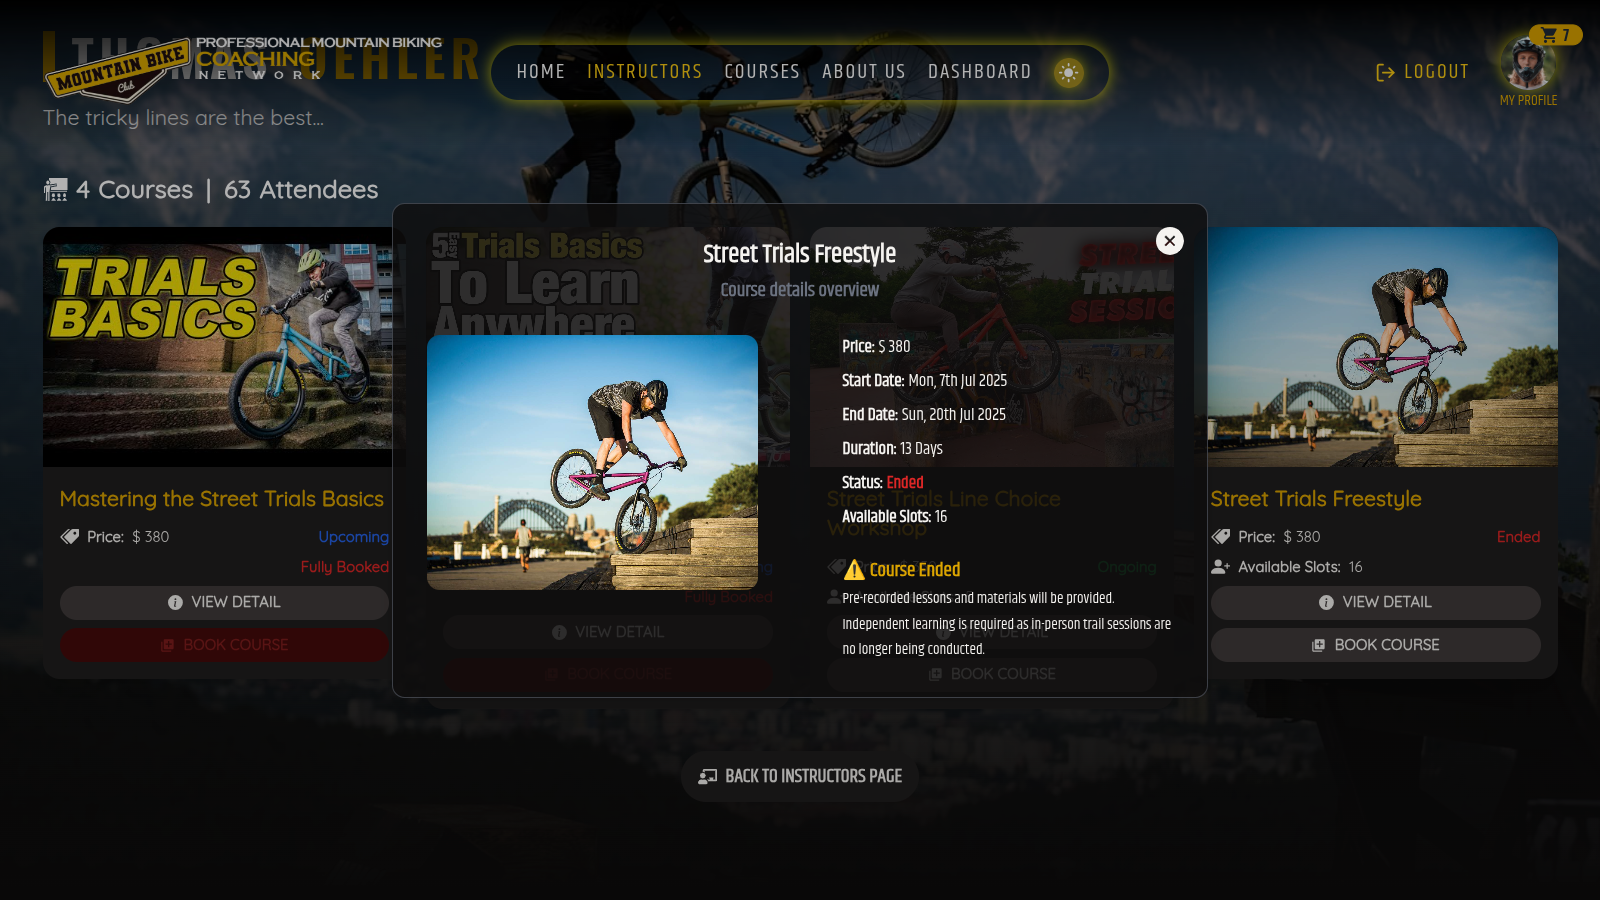 THOMAS OEHLER
PROFESSIONAL MOUNTAIN BIKING
COACHING
NETWORK
MOUNTAIN BIKE
Club
HOME
INSTRUCTORS
COURSES
ABOUT US
DASHBOARD
LOGOUT
7
MY PROFILE
The tricky lines are the best...
4 Courses | 63 Attendees
TRIALS
BASICS
Mastering the Street Trials Basics
Price: $ 380
Upcoming
Fully Booked
VIEW DETAIL
BOOK COURSE
5 Easy Trials Basics
To Learn
Anywhere
Fully Booked
VIEW DETAIL
BOOK COURSE
STREET
TRIAL
SESSIO
Street Trials Line Choice
Workshop
Ongoing
VIEW DETAIL
BOOK COURSE
Street Trials Freestyle
Course details overview
Price: $ 380
Start Date: Mon, 7th Jul 2025
End Date: Sun, 20th Jul 2025
Duration: 13 Days
Status: Ended
Available Slots: 16
⚠️ Course Ended
Pre-recorded lessons and materials will be provided.
Independent learning is required as in-person trail sessions are
no longer being conducted.
Street Trials Freestyle
Price: $ 380
Ended
Available Slots: 16
VIEW DETAIL
BOOK COURSE
BACK TO INSTRUCTORS PAGE